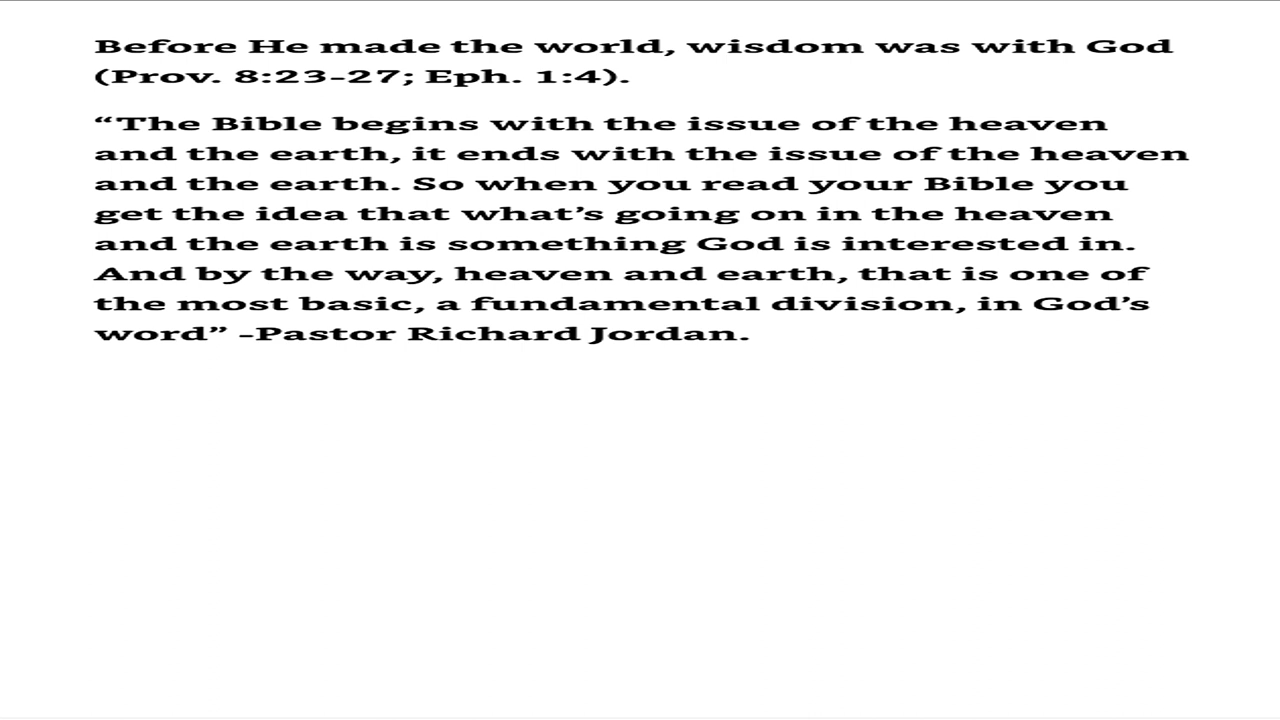 Before He made the world, wisdom was with God
(Prov. 8:23-27; Eph. 1:4).
“The Bible begins with the issue of the heaven
and the earth, it ends with the issue of the heaven
and the earth. So when you read your Bible you
get the idea that what’s going on in the heaven
and the earth is something God is interested in.
And by the way, heaven and earth, that is one of
the most basic, a fundamental division, in God’s
word” -Pastor Richard Jordan.